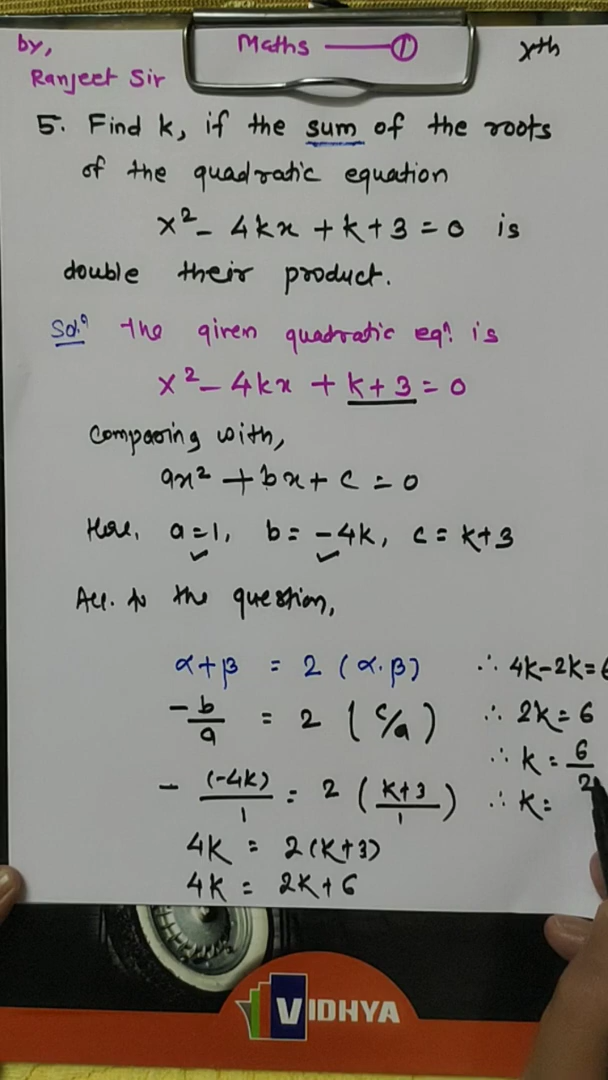 by,
Ranjeet Sir
Maths — ①
Xth
5. Find k, if the sum of the roots
of the quadratic equation
x² - 4kx + k + 3 = 0 is
double their product.
Solⁿ The given quadratic eqⁿ. is
x² - 4kx + k + 3 = 0
Comparing with,
ax² + bx + c = 0
Here, a = 1, b = -4k, c = k+3
Acc. to the question,
α+β = 2 (α.β)
-b/a = 2 (c/a)
- (-4k)/1 = 2 (k+3/1)
4k = 2(k+3)
4k = 2k + 6
∴ 4k-2k=6
∴ 2k = 6
∴ k = 6/2
∴ k =
VIDHYA